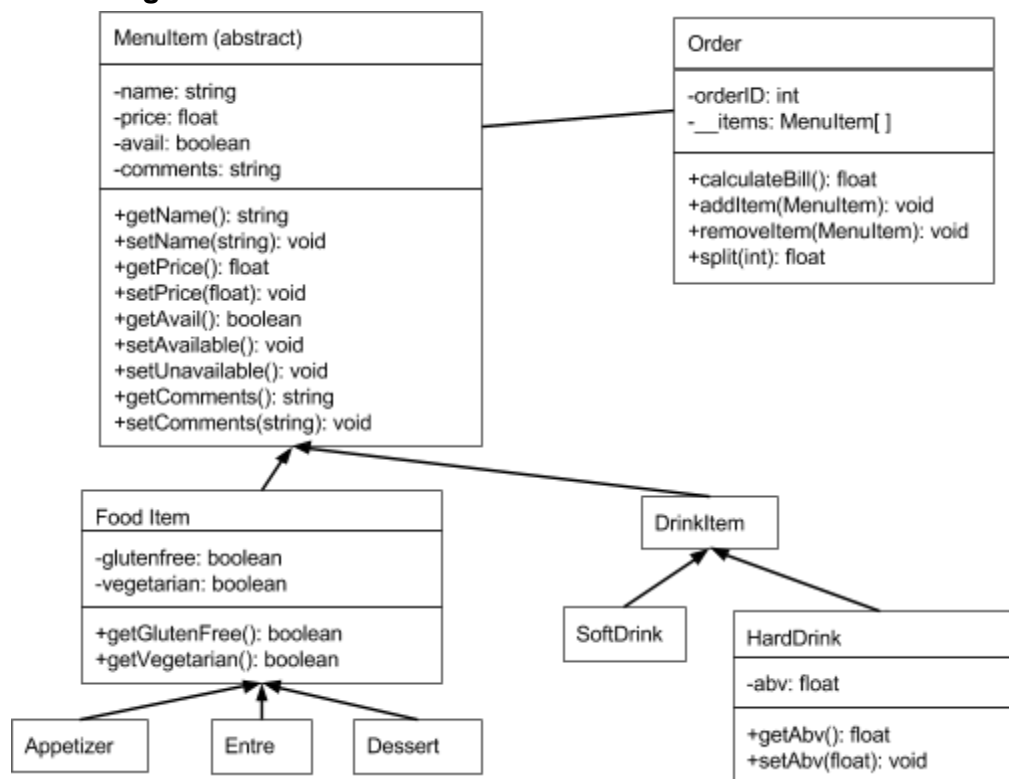 MenuItem (abstract)
-name: string
-price: float
-avail: boolean
-comments: string
+getName(): string
+setName(string): void
+getPrice(): float
+setPrice(float): void
+getAvail(): boolean
+setAvailable(): void
+setUnavailable(): void
+getComments(): string
+setComments(string): void
Order
-orderID: int
-__items: MenuItem[ ]
+calculateBill(): float
+addItem(MenuItem): void
+removeItem(MenuItem): void
+split(int): float
Food Item
-glutenfree: boolean
-vegetarian: boolean
+getGlutenFree(): boolean
+getVegetarian(): boolean
DrinkItem
SoftDrink
HardDrink
-abv: float
+getAbv(): float
+setAbv(float): void
Appetizer
Entre
Dessert